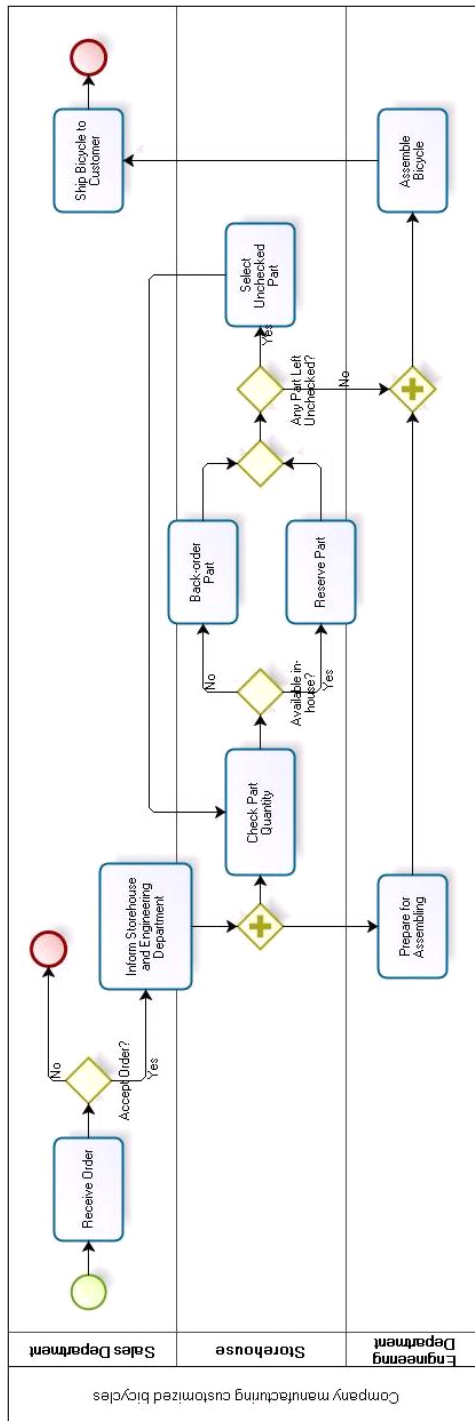 Company manufacturing customized bicycles
Sales Department
Storehouse
Engineering
Department
Receive Order
Accept Order?
No
Yes
Inform Storehouse
and Engineering
Department
Check Part
Quantity
Available in-
house?
No
Yes
Back-order
Part
Reserve Part
Any Part Left
Unchecked?
Yes
No
Select
Unchecked
Part
Prepare for
Assembling
Assemble
Bicycle
Ship Bicycle to
Customer